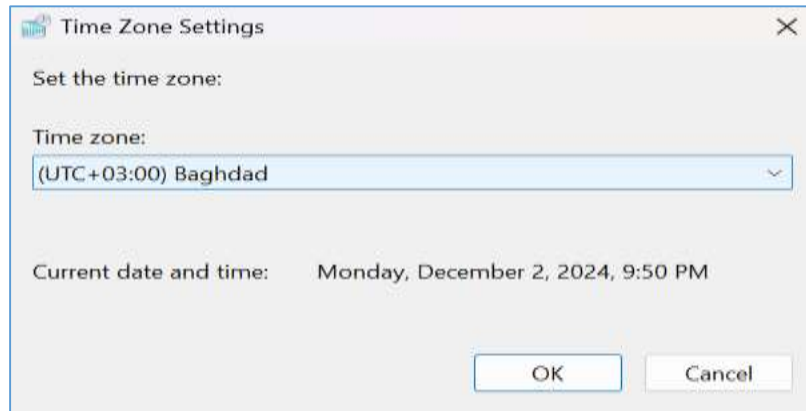 Time Zone Settings
Set the time zone:
Time zone:
(UTC+03:00) Baghdad
Current date and time: Monday, December 2, 2024, 9:50 PM
OK Cancel